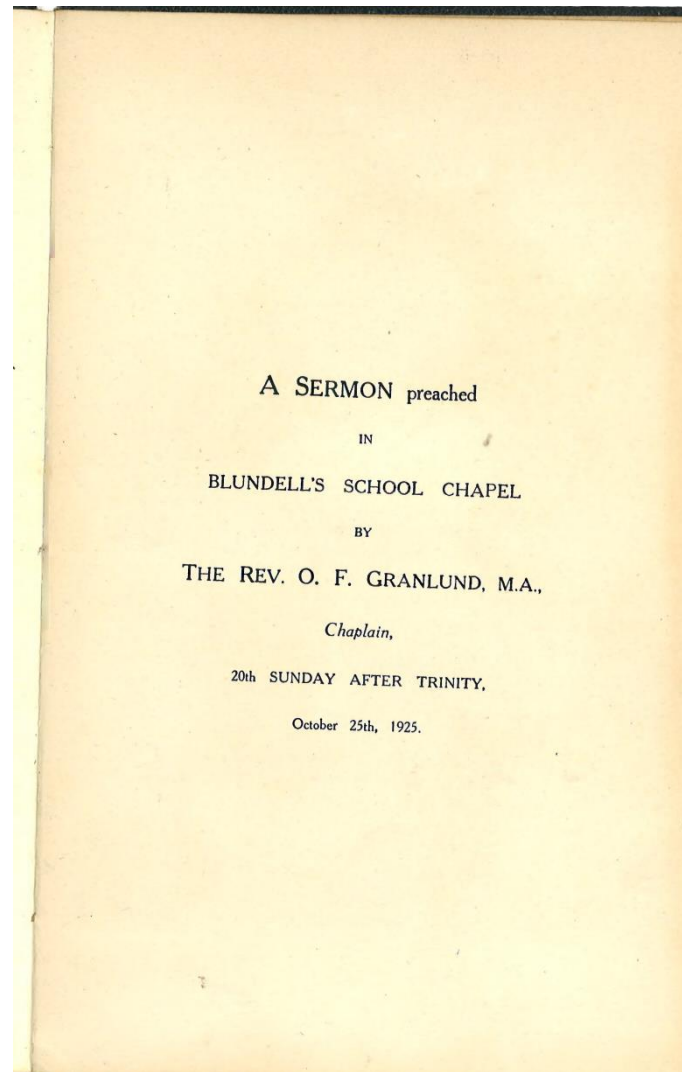 A SERMON preached
IN
BLUNDELL'S SCHOOL CHAPEL
BY
THE REV. O. F. GRANLUND, M.A.,
Chaplain,
20th SUNDAY AFTER TRINITY,
October 25th, 1925.